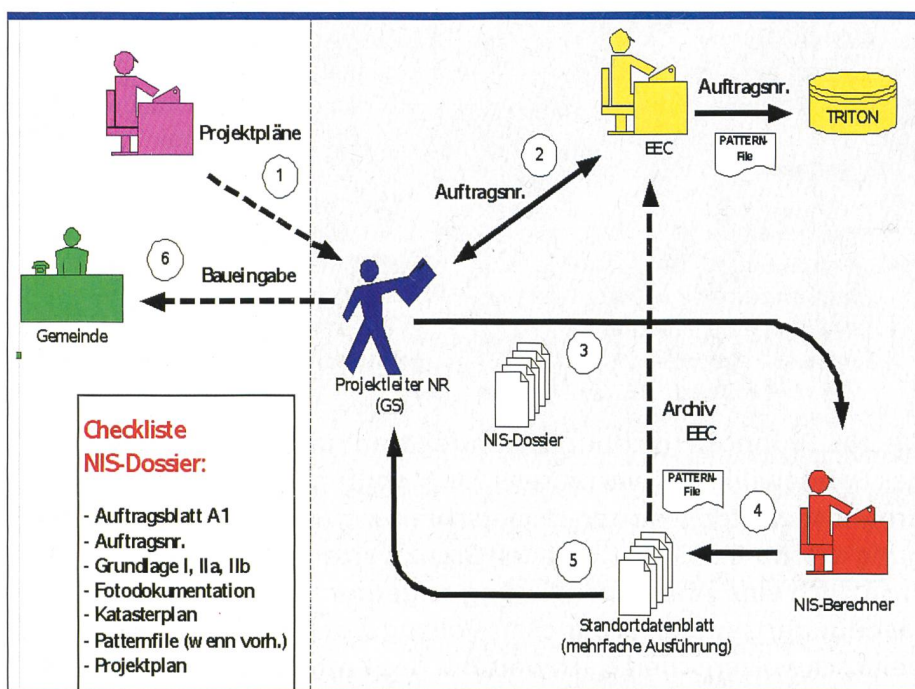 Projektpläne
1
EEC
Auftragsnr.
TRITON
PATTERN-
File
2
Auftragsnr.
6
Baueingabe
Gemeinde
Projektleiter NR
(GS)
3
NIS-Dossier
Archiv
EEC
PATTERN-
File
4
NIS-Berechner
5
Standortdatenblatt
(mehrfache Ausführung)
Checkliste
NIS-Dossier:
- Auftragsblatt A1
- Auftragsnr.
- Grundlage I, IIa, IIb
- Fotodokumentation
- Katasterplan
- Patternfile (wenn vorh.)
- Projektplan